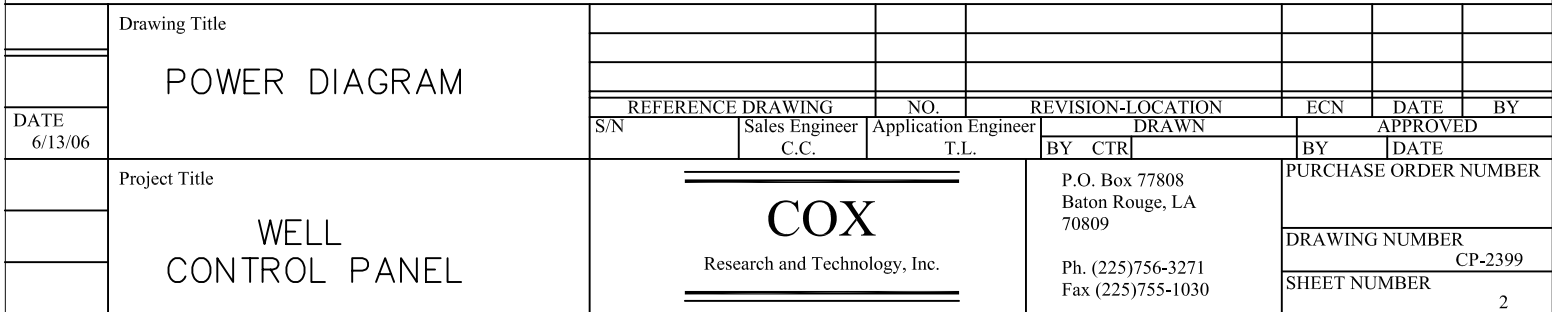 Drawing Title
POWER DIAGRAM
DATE
6/13/06
REFERENCE DRAWING NO. REVISION-LOCATION ECN DATE BY
S/N Sales Engineer Application Engineer DRAWN APPROVED
C.C. T.L. BY CTR BY DATE
Project Title
WELL
CONTROL PANEL
COX
Research and Technology, Inc.
P.O. Box 77808
Baton Rouge, LA
70809
Ph. (225)756-3271
Fax (225)755-1030
PURCHASE ORDER NUMBER
DRAWING NUMBER
CP-2399
SHEET NUMBER
2